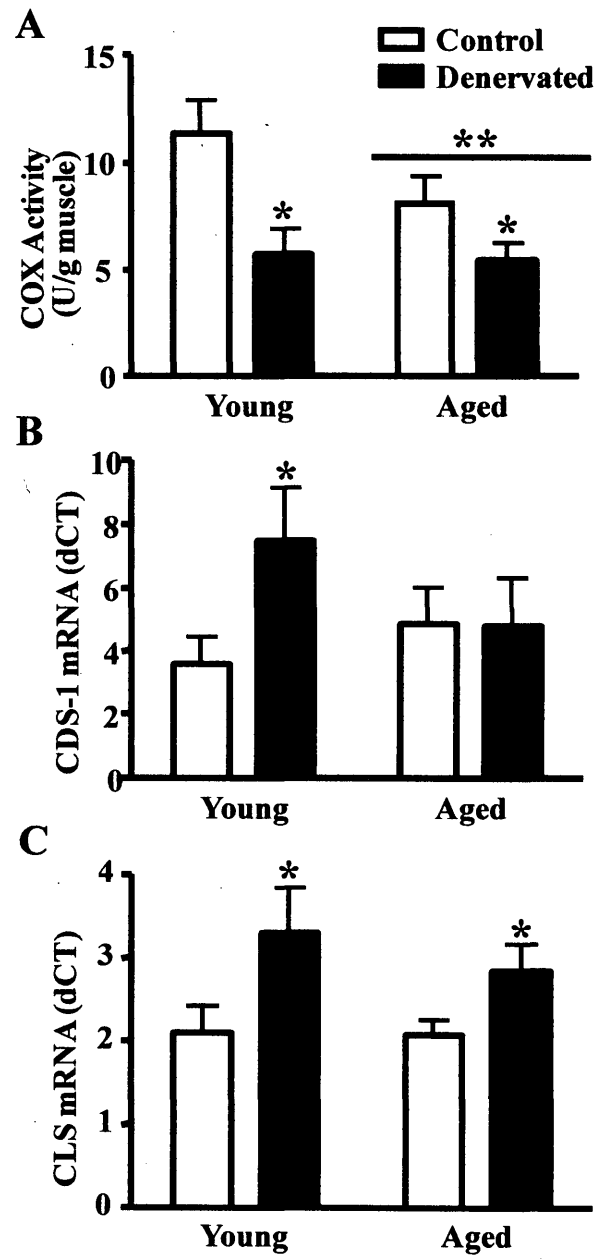 A
Control
Denervated
COX Activity
(U/g muscle)
15
10
5
0
*
**
*
Young Aged
B
CDS-1 mRNA (dCT)
10
8
6
4
2
0
*
Young Aged
C
CLS mRNA (dCT)
4
3
2
1
0
*
*
Young Aged